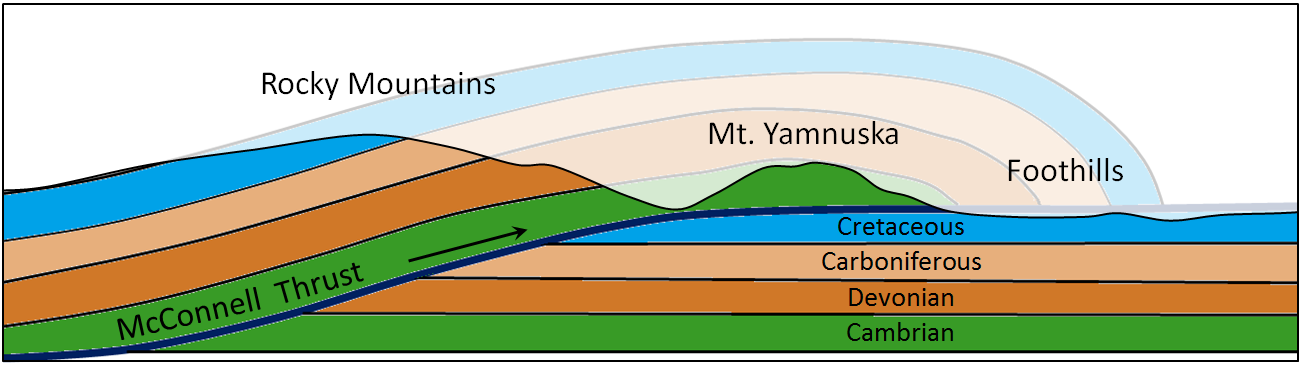 Rocky Mountains
Mt. Yamnuska
Foothills
Cretaceous
Carboniferous
McConnell Thrust
Devonian
Cambrian